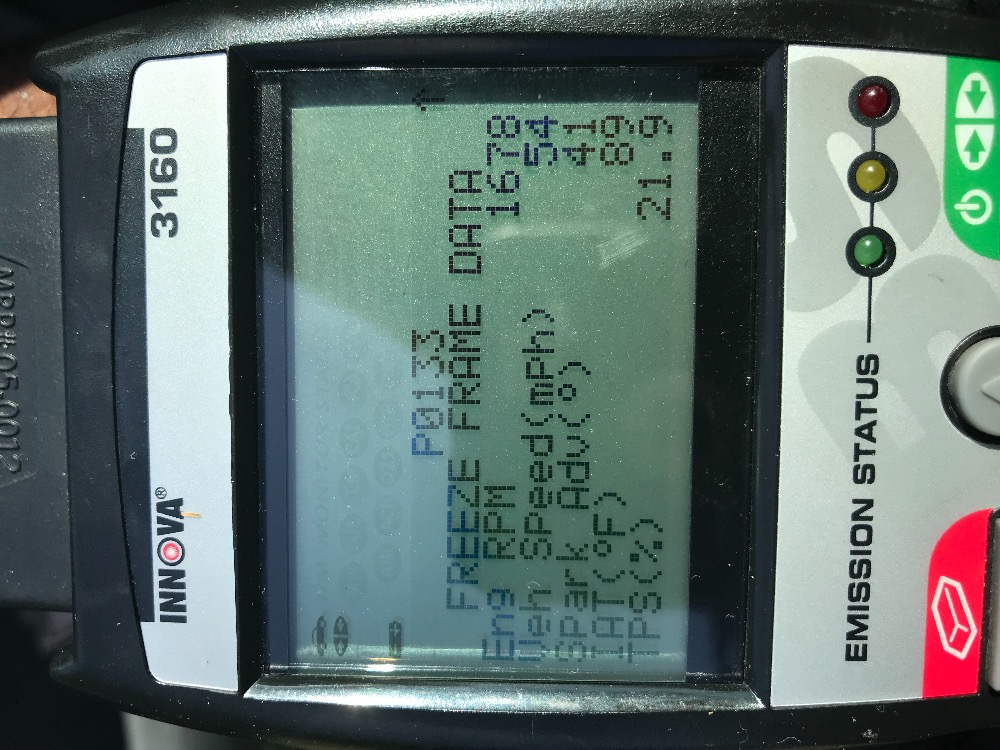 INNOVA®
3160
P0133
FREEZE FRAME DATA
Eng RPM 1678
Veh Speed(mph) 54
Spark Adv(°) 41
IAT(°F) 89
TPS(%) 21.9
EMISSION STATUS